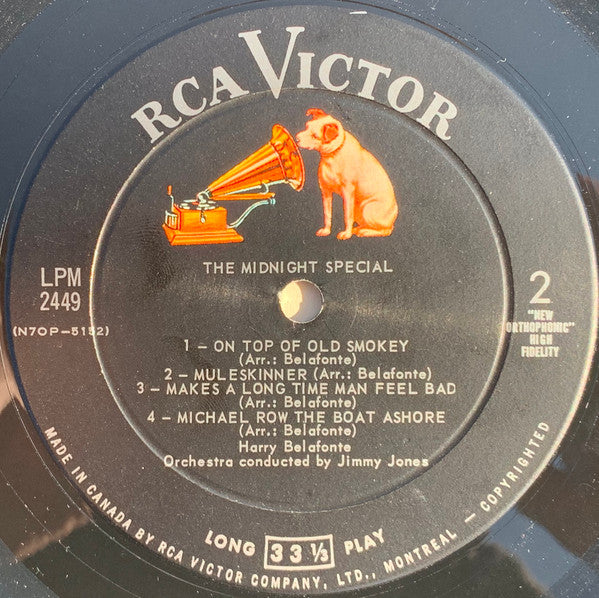 RCA VICTOR
THE MIDNIGHT SPECIAL
LPM
2449
(N7OP-5152)
2
"NEW
ORTHOPHONIC"
HIGH
FIDELITY
1 – ON TOP OF OLD SMOKEY
(Arr.: Belafonte)
2 – MULESKINNER (Arr.: Belafonte)
3 – MAKES A LONG TIME MAN FEEL BAD
(Arr.: Belafonte)
4 – MICHAEL ROW THE BOAT ASHORE
(Arr.: Belafonte)
Harry Belafonte
Orchestra conducted by Jimmy Jones
LONG 33⅓ PLAY
MADE IN CANADA BY RCA VICTOR COMPANY, LTD., MONTREAL – COPYRIGHTED